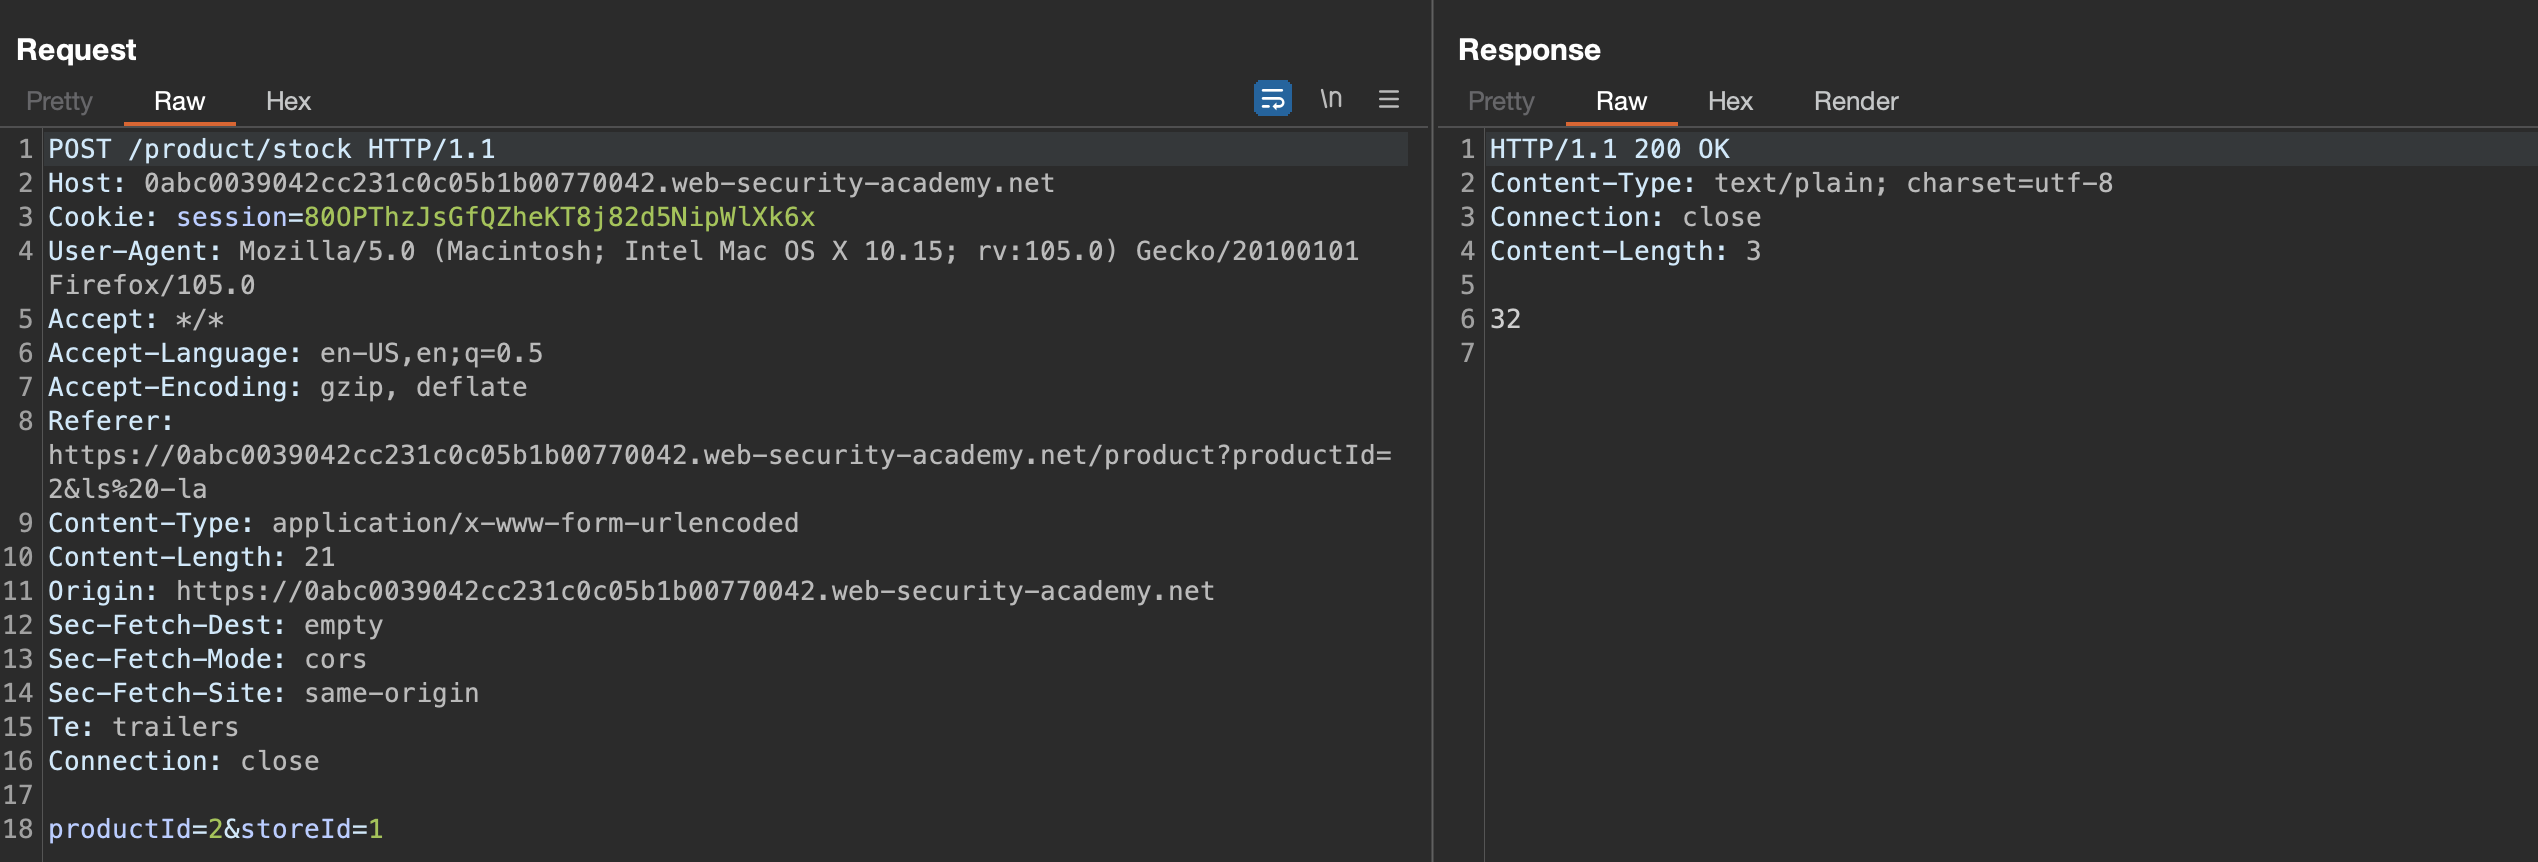 Request
Pretty Raw Hex
\n
1 POST /product/stock HTTP/1.1
2 Host: 0abc0039042cc231c0c05b1b00770042.web-security-academy.net
3 Cookie: session=80OPThzJsGfQZheKT8j82d5NipWlXk6x
4 User-Agent: Mozilla/5.0 (Macintosh; Intel Mac OS X 10.15; rv:105.0) Gecko/20100101
Firefox/105.0
5 Accept: */*
6 Accept-Language: en-US,en;q=0.5
7 Accept-Encoding: gzip, deflate
8 Referer:
https://0abc0039042cc231c0c05b1b00770042.web-security-academy.net/product?productId=
2&ls%20-la
9 Content-Type: application/x-www-form-urlencoded
10 Content-Length: 21
11 Origin: https://0abc0039042cc231c0c05b1b00770042.web-security-academy.net
12 Sec-Fetch-Dest: empty
13 Sec-Fetch-Mode: cors
14 Sec-Fetch-Site: same-origin
15 Te: trailers
16 Connection: close
17
18 productId=2&storeId=1
Response
Pretty Raw Hex Render
1 HTTP/1.1 200 OK
2 Content-Type: text/plain; charset=utf-8
3 Connection: close
4 Content-Length: 3
5
6 32
7